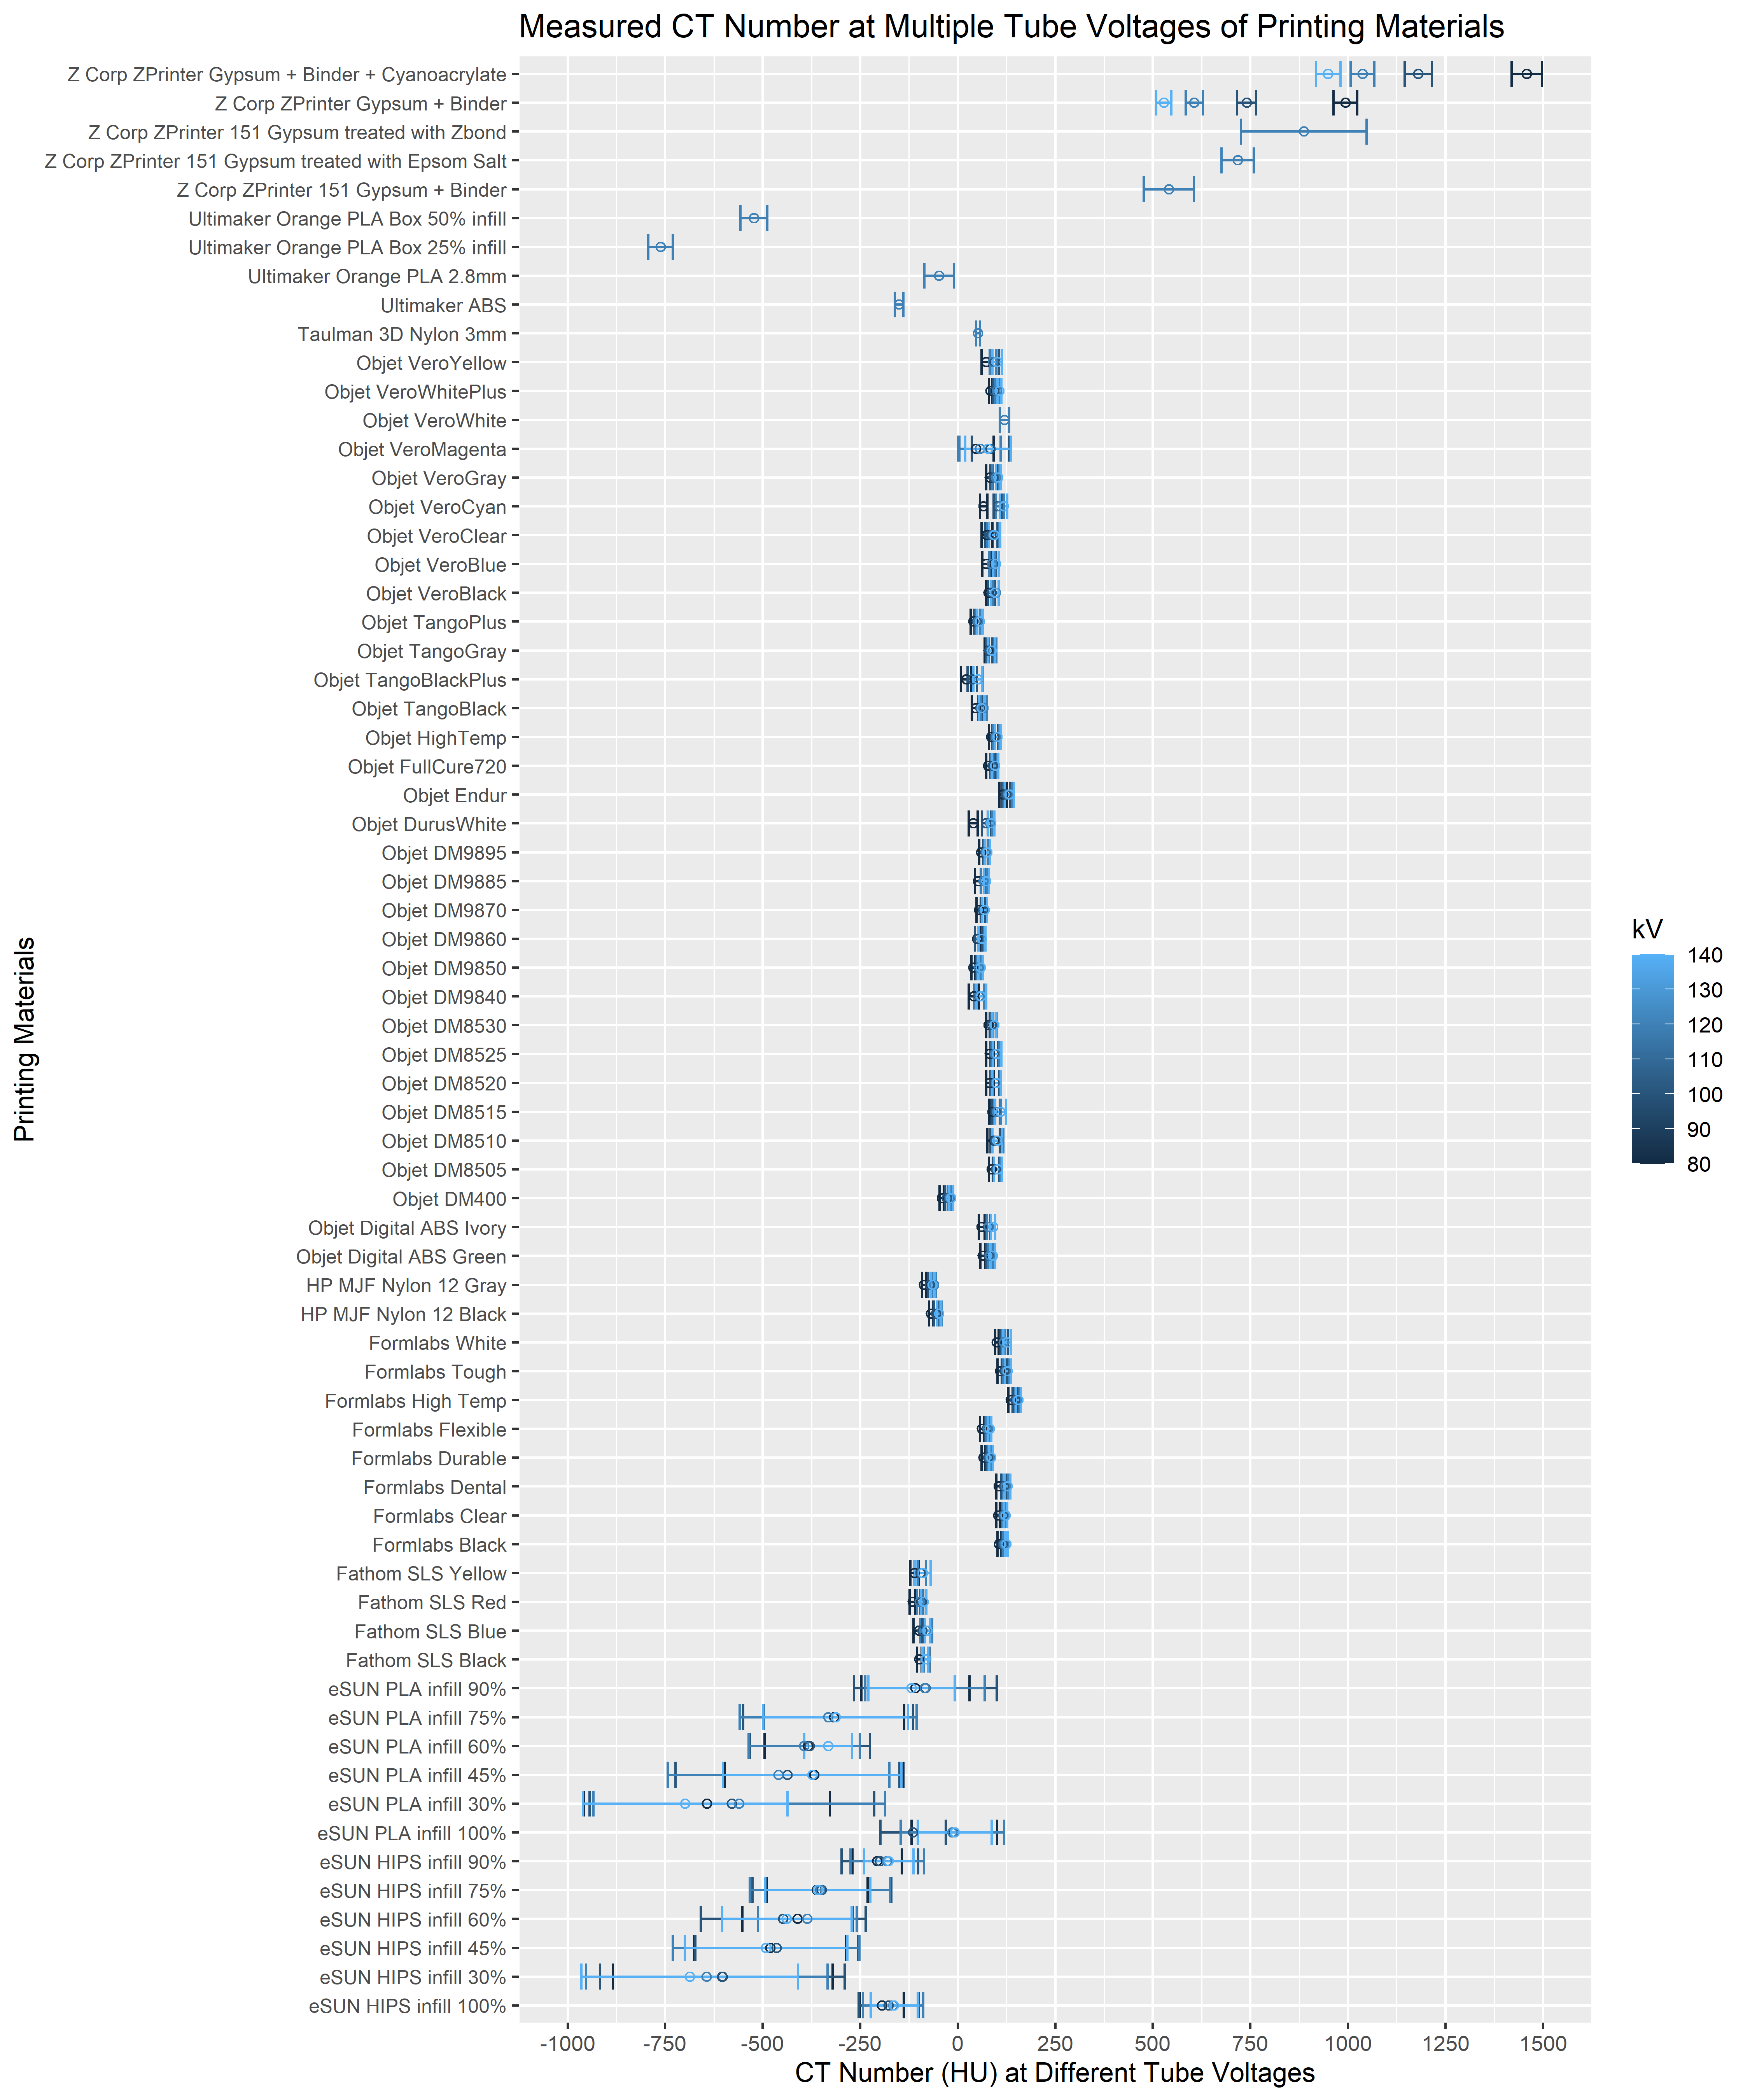 Measured CT Number at Multiple Tube Voltages of Printing Materials
Z Corp ZPrinter Gypsum + Binder + Cyanoacrylate
Z Corp ZPrinter Gypsum + Binder
Z Corp ZPrinter 151 Gypsum treated with Zbond
Z Corp ZPrinter 151 Gypsum treated with Epsom Salt
Z Corp ZPrinter 151 Gypsum + Binder
Ultimaker Orange PLA Box 50% infill
Ultimaker Orange PLA Box 25% infill
Ultimaker Orange PLA 2.8mm
Ultimaker ABS
Taulman 3D Nylon 3mm
Objet VeroYellow
Objet VeroWhitePlus
Objet VeroWhite
Objet VeroMagenta
Objet VeroGray
Objet VeroCyan
Objet VeroClear
Objet VeroBlue
Objet VeroBlack
Objet TangoPlus
Objet TangoGray
Objet TangoBlackPlus
Objet TangoBlack
Objet HighTemp
Objet FullCure720
Objet Endur
Objet DurusWhite
Objet DM9895
Objet DM9885
Objet DM9870
Objet DM9860
Objet DM9850
Objet DM9840
Objet DM8530
Objet DM8525
Objet DM8520
Objet DM8515
Objet DM8510
Objet DM8505
Objet DM400
Objet Digital ABS Ivory
Objet Digital ABS Green
HP MJF Nylon 12 Gray
HP MJF Nylon 12 Black
Formlabs White
Formlabs Tough
Formlabs High Temp
Formlabs Flexible
Formlabs Durable
Formlabs Dental
Formlabs Clear
Formlabs Black
Fathom SLS Yellow
Fathom SLS Red
Fathom SLS Blue
Fathom SLS Black
eSUN PLA infill 90%
eSUN PLA infill 75%
eSUN PLA infill 60%
eSUN PLA infill 45%
eSUN PLA infill 30%
eSUN PLA infill 100%
eSUN HIPS infill 90%
eSUN HIPS infill 75%
eSUN HIPS infill 60%
eSUN HIPS infill 45%
eSUN HIPS infill 30%
eSUN HIPS infill 100%
Printing Materials
-1000 -750 -500 -250 0 250 500 750 1000 1250 1500
CT Number (HU) at Different Tube Voltages
kV
140
130
120
110
100
90
80